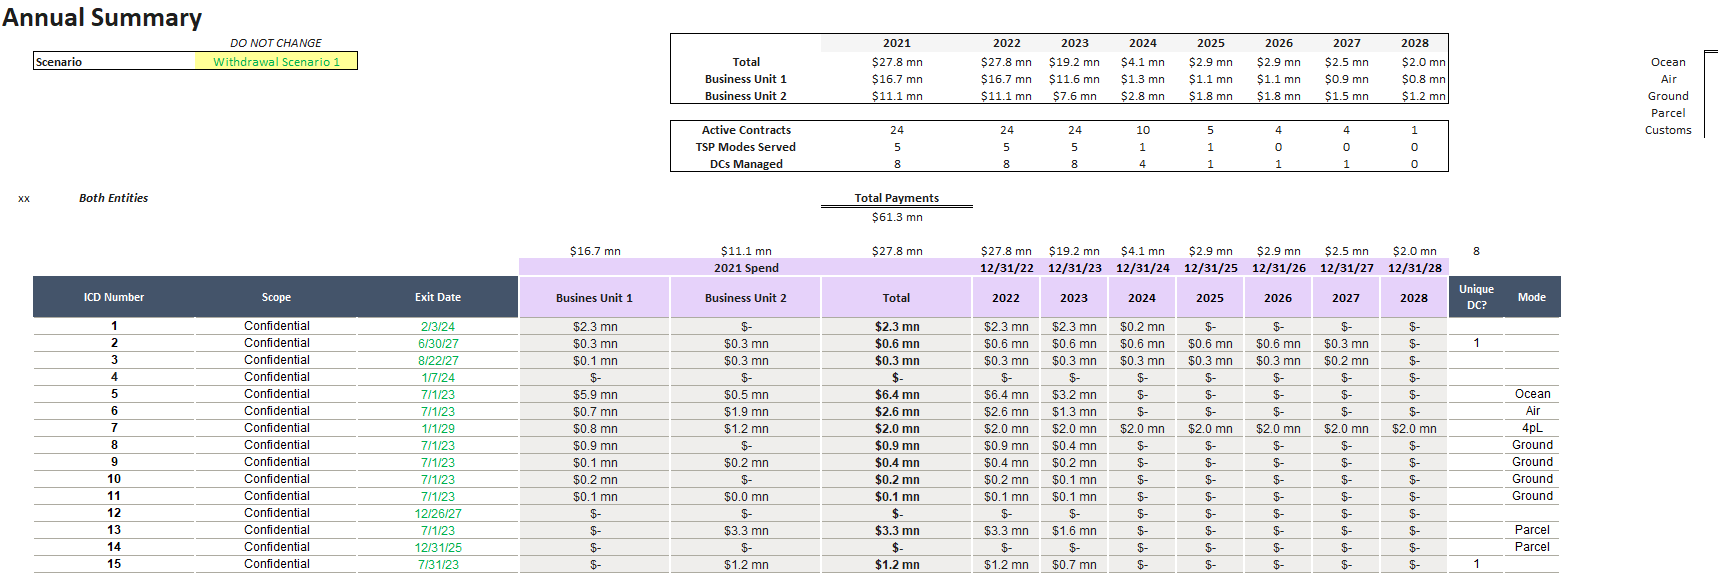 Annual Summary
DO NOT CHANGE
Scenario Withdrawal Scenario 1
2021 2022 2023 2024 2025 2026 2027 2028
Total $27.8 mn $27.8 mn $19.2 mn $4.1 mn $2.9 mn $2.9 mn $2.5 mn $2.0 mn
Business Unit 1 $16.7 mn $16.7 mn $11.6 mn $1.3 mn $1.1 mn $1.1 mn $0.9 mn $0.8 mn
Business Unit 2 $11.1 mn $11.1 mn $7.6 mn $2.8 mn $1.8 mn $1.8 mn $1.5 mn $1.2 mn
Active Contracts 24 24 24 10 5 4 4 1
TSP Modes Served 5 5 5 1 1 0 0 0
DCs Managed 8 8 8 4 1 1 1 0
Ocean
Air
Ground
Parcel
Customs
xx Both Entities Total Payments
$61.3 mn
$16.7 mn $11.1 mn $27.8 mn $27.8 mn $19.2 mn $4.1 mn $2.9 mn $2.9 mn $2.5 mn $2.0 mn 8
2021 Spend 12/31/22 12/31/23 12/31/24 12/31/25 12/31/26 12/31/27 12/31/28
ICD Number Scope Exit Date Busines Unit 1 Business Unit 2 Total 2022 2023 2024 2025 2026 2027 2028 Unique DC? Mode
1 Confidential 2/3/24 $2.3 mn $- $2.3 mn $2.3 mn $2.3 mn $0.2 mn $- $- $- $-
2 Confidential 6/30/27 $0.3 mn $0.3 mn $0.6 mn $0.6 mn $0.6 mn $0.6 mn $0.6 mn $0.6 mn $0.3 mn $- 1
3 Confidential 8/22/27 $0.1 mn $0.3 mn $0.3 mn $0.3 mn $0.3 mn $0.3 mn $0.3 mn $0.3 mn $0.2 mn $-
4 Confidential 1/7/24 $- $- $- $- $- $- $- $- $- $-
5 Confidential 7/1/23 $5.9 mn $0.5 mn $6.4 mn $6.4 mn $3.2 mn $- $- $- $- $- Ocean
6 Confidential 7/1/23 $0.7 mn $1.9 mn $2.6 mn $2.6 mn $1.3 mn $- $- $- $- $- Air
7 Confidential 1/1/29 $0.8 mn $1.2 mn $2.0 mn $2.0 mn $2.0 mn $2.0 mn $2.0 mn $2.0 mn $2.0 mn $2.0 mn 4pL
8 Confidential 7/1/23 $0.9 mn $- $0.9 mn $0.9 mn $0.4 mn $- $- $- $- $- Ground
9 Confidential 7/1/23 $0.1 mn $0.2 mn $0.4 mn $0.4 mn $0.2 mn $- $- $- $- $- Ground
10 Confidential 7/1/23 $0.2 mn $- $0.2 mn $0.2 mn $0.1 mn $- $- $- $- $- Ground
11 Confidential 7/1/23 $0.1 mn $0.0 mn $0.1 mn $0.1 mn $0.1 mn $- $- $- $- $- Ground
12 Confidential 12/26/27 $- $- $- $- $- $- $- $- $- $-
13 Confidential 7/1/23 $- $3.3 mn $3.3 mn $3.3 mn $1.6 mn $- $- $- $- $- Parcel
14 Confidential 12/31/25 $- $- $- $- $- $- $- $- $- $- Parcel
15 Confidential 7/31/23 $- $1.2 mn $1.2 mn $1.2 mn $0.7 mn $- $- $- $- $- 1